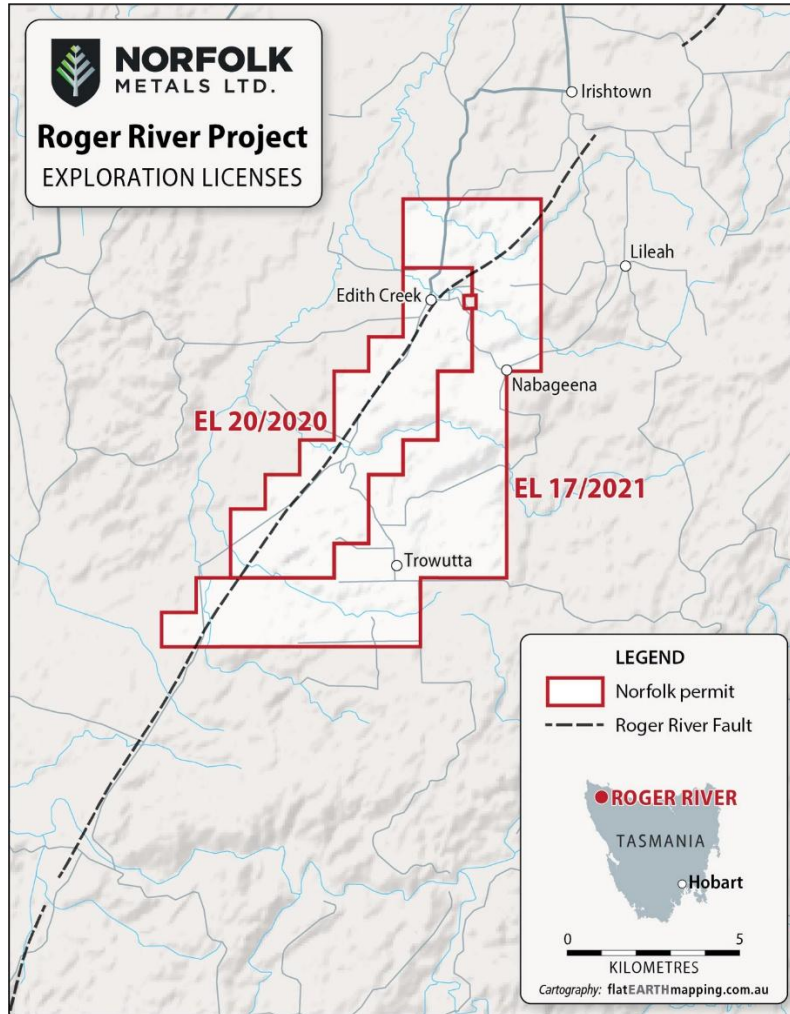 NORFOLK
METALS LTD.
Roger River Project
EXPLORATION LICENSES
Irishtown
Lileah
Edith Creek
Nabageena
EL 20/2020
EL 17/2021
Trowutta
LEGEND
Norfolk permit
Roger River Fault
ROGER RIVER
TASMANIA
Hobart
0 5
KILOMETRES
Cartography: flatEARTHmapping.com.au